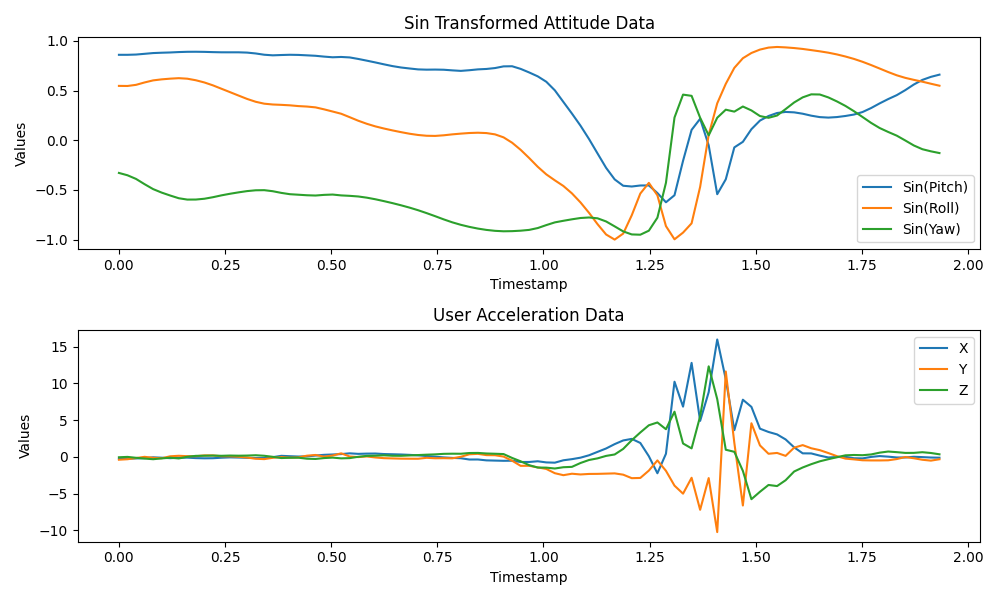 Sin Transformed Attitude Data
Values
1.0
0.5
0.0
−0.5
−1.0
Sin(Pitch)
Sin(Roll)
Sin(Yaw)
0.00 0.25 0.50 0.75 1.00 1.25 1.50 1.75 2.00
Timestamp
User Acceleration Data
Values
15
10
5
0
−5
−10
X
Y
Z
0.00 0.25 0.50 0.75 1.00 1.25 1.50 1.75 2.00
Timestamp